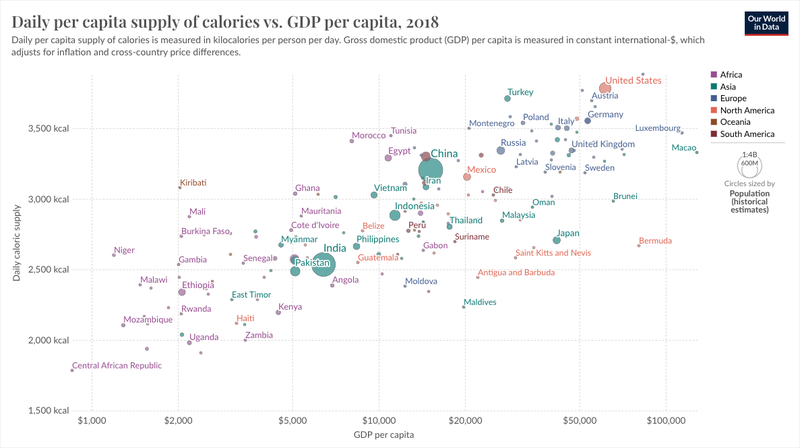 Daily per capita supply of calories vs. GDP per capita, 2018
Our World
in Data
Daily per capita supply of calories is measured in kilocalories per person per day. Gross domestic product (GDP) per capita is measured in constant international-$, which
adjusts for inflation and cross-country price differences.
United States
Africa
Turkey
Austria
Asia
Europe
Montenegro
Poland
Italy
Germany
North America
3,500 kcal
Tunisia
Luxembourg
Oceania
Morocco
South America
Egypt
China
Russia
United Kingdom
Macao
Latvia
Slovenia
Sweden
1:4B
600M
Circles sized by
Population
(historical
estimates)
Kiribati
Iran
Mexico
3,000 kcal
Ghana
Vietnam
Chile
Brunei
Mali
Mauritania
Indonesia
Oman
Malaysia
Burkina Faso
Cote d'Ivoire
Belize
Peru
Thailand
Myanmar
Philippines
Suriname
Japan
Bermuda
Niger
India
Gabon
Saint Kitts and Nevis
Gambia
Senegal
Pakistan
Guatemala
2,500 kcal
Malawi
Ethiopia
Angola
Moldova
Antigua and Barbuda
East Timor
Maldives
Rwanda
Kenya
Mozambique
Haiti
2,000 kcal
Uganda
Zambia
Central African Republic
1,500 kcal
Daily caloric supply
$1,000
$2,000
$5,000
$10,000
$20,000
$50,000
$100,000
GDP per capita